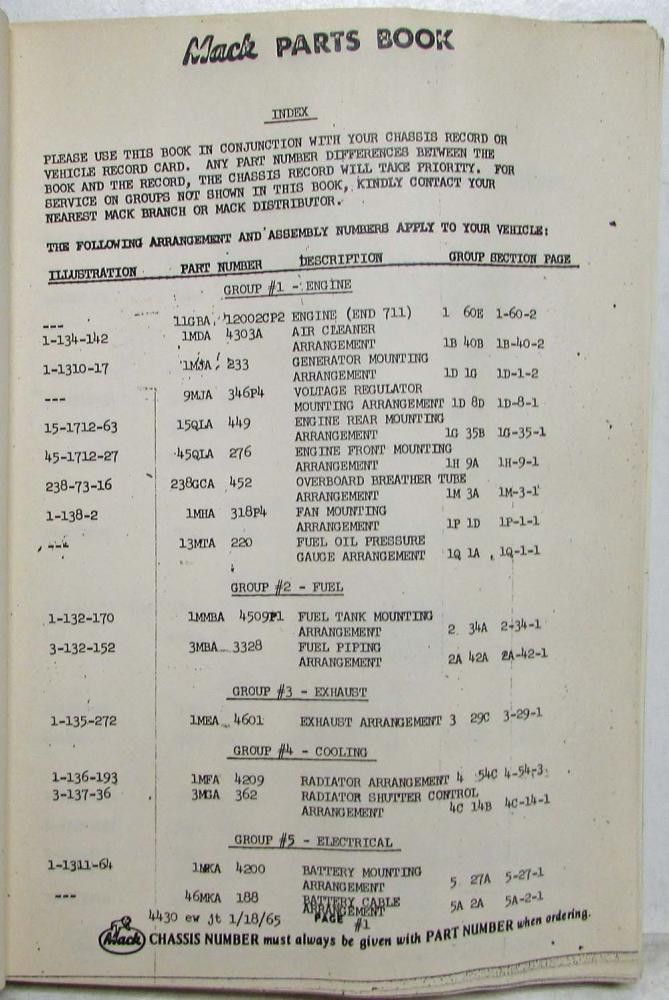 Mack PARTS BOOK
INDEX
PLEASE USE THIS BOOK IN CONJUNCTION WITH YOUR CHASSIS RECORD OR
VEHICLE RECORD CARD. ANY PART NUMBER DIFFERENCES BETWEEN THE
BOOK AND THE RECORD, THE CHASSIS RECORD WILL TAKE PRIORITY. FOR
SERVICE ON GROUPS NOT SHOWN IN THIS BOOK, KINDLY CONTACT YOUR
NEAREST MACK BRANCH OR MACK DISTRIBUTOR.
THE FOLLOWING ARRANGEMENT AND ASSEMBLY NUMBERS APPLY TO YOUR VEHICLE:
ILLUSTRATION PART NUMBER DESCRIPTION GROUP SECTION PAGE
GROUP #1 - ENGINE
--- 11GBA 12002CP2 ENGINE (END 711) 1 60E 1-60-2
1-134-142 1MDA 4303A AIR CLEANER
ARRANGEMENT 1B 40B 1B-40-2
1-1310-17 1MJA 233 GENERATOR MOUNTING
ARRANGEMENT 1D 1G 1D-1-2
--- 9MJA 346P4 VOLTAGE REGULATOR
MOUNTING ARRANGEMENT 1D 8D 1D-8-1
15-1712-63 15QLA 449 ENGINE REAR MOUNTING
ARRANGEMENT 1G 35B 1G-35-1
45-1712-27 45QLA 276 ENGINE FRONT MOUNTING
ARRANGEMENT 1H 9A 1H-9-1
238-73-16 238GCA 452 OVERBOARD BREATHER TUBE
ARRANGEMENT 1M 3A 1M-3-1
1-138-2 1MHA 318P4 FAN MOUNTING
ARRANGEMENT 1P 1D 1P-1-1
--- 13MTA 220 FUEL OIL PRESSURE
GAUGE ARRANGEMENT 1Q 1A 1Q-1-1
GROUP #2 - FUEL
1-132-170 1MMBA 4509P1 FUEL TANK MOUNTING
ARRANGEMENT 2 34A 2-34-1
3-132-152 3MBA 3328 FUEL PIPING
ARRANGEMENT 2A 42A 2A-42-1
GROUP #3 - EXHAUST
1-135-272 1MEA 4601 EXHAUST ARRANGEMENT 3 29C 3-29-1
GROUP #4 - COOLING
1-136-193 1MFA 4209 RADIATOR ARRANGEMENT 4 54C 4-54-3
3-137-36 3MGA 362 RADIATOR SHUTTER CONTROL
ARRANGEMENT 4C 14B 4C-14-1
GROUP #5 - ELECTRICAL
1-1311-64 1MKA 4200 BATTERY MOUNTING
ARRANGEMENT 5 27A 5-27-1
--- 46MKA 188 BATTERY CABLE
ARRANGEMENT 5A 2A 5A-2-1
4430 ew jt 1/18/65 PAGE #1
Mack CHASSIS NUMBER must always be given with PART NUMBER when ordering.